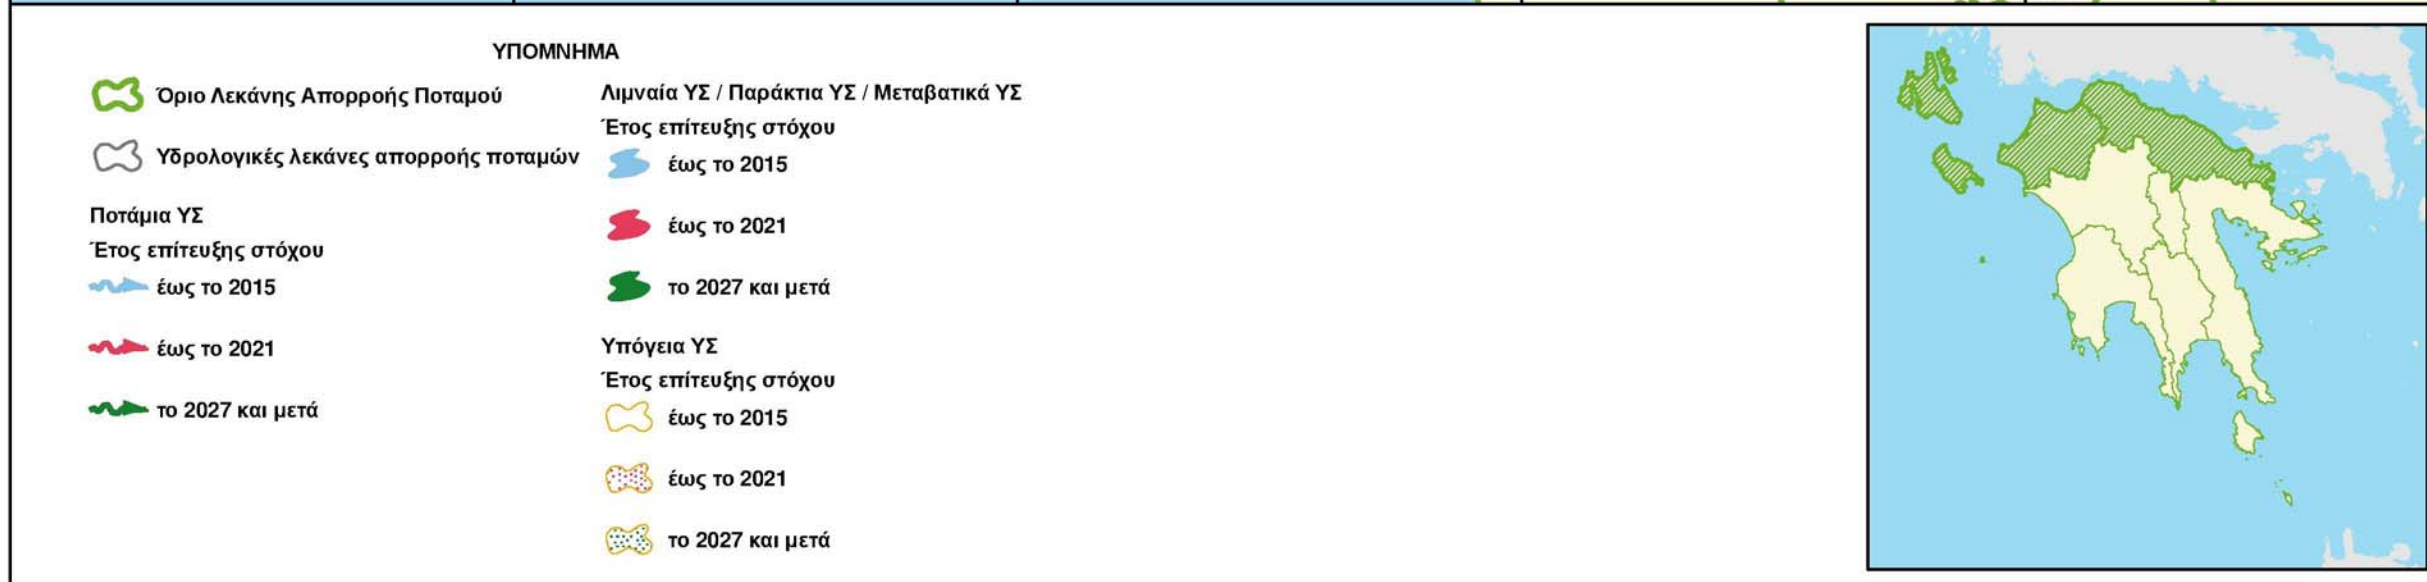 ΥΠΟΜΝΗΜΑ
Όριο Λεκάνης Απορροής Ποταμού
Υδρολογικές λεκάνες απορροής ποταμών
Ποτάμια ΥΣ
Έτος επίτευξης στόχου
έως το 2015
έως το 2021
το 2027 και μετά
Λιμναία ΥΣ / Παράκτια ΥΣ / Μεταβατικά ΥΣ
Έτος επίτευξης στόχου
έως το 2015
έως το 2021
το 2027 και μετά
Υπόγεια ΥΣ
Έτος επίτευξης στόχου
έως το 2015
έως το 2021
το 2027 και μετά